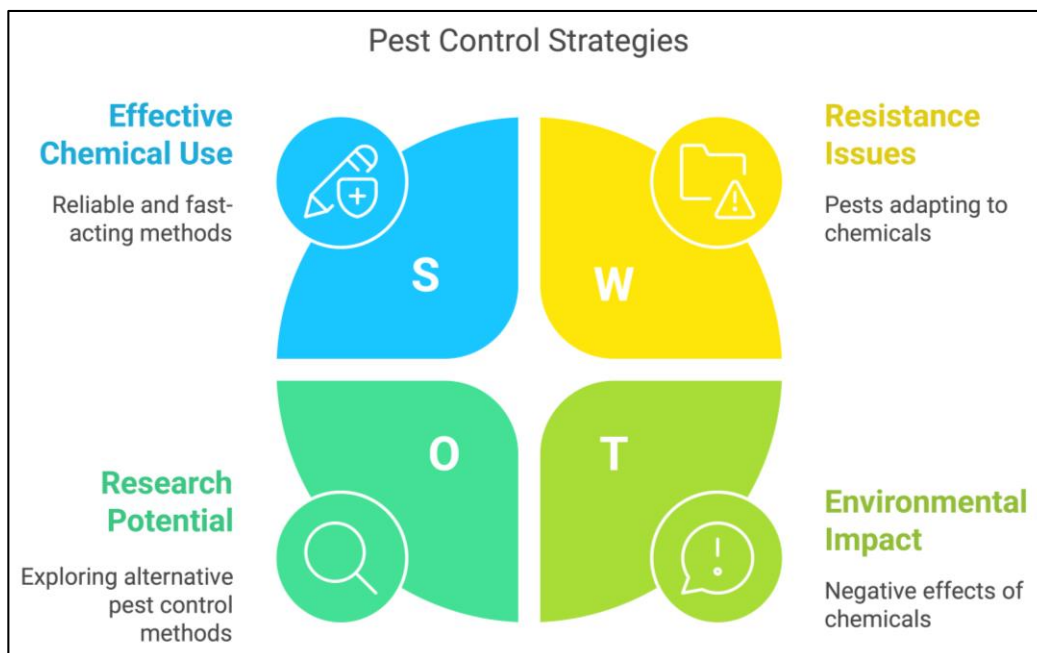 Pest Control Strategies
Effective
Chemical Use
Reliable and fast-
acting methods
S
W
Resistance
Issues
Pests adapting to
chemicals
Research
Potential
Exploring alternative
pest control
methods
O
T
Environmental
Impact
Negative effects of
chemicals